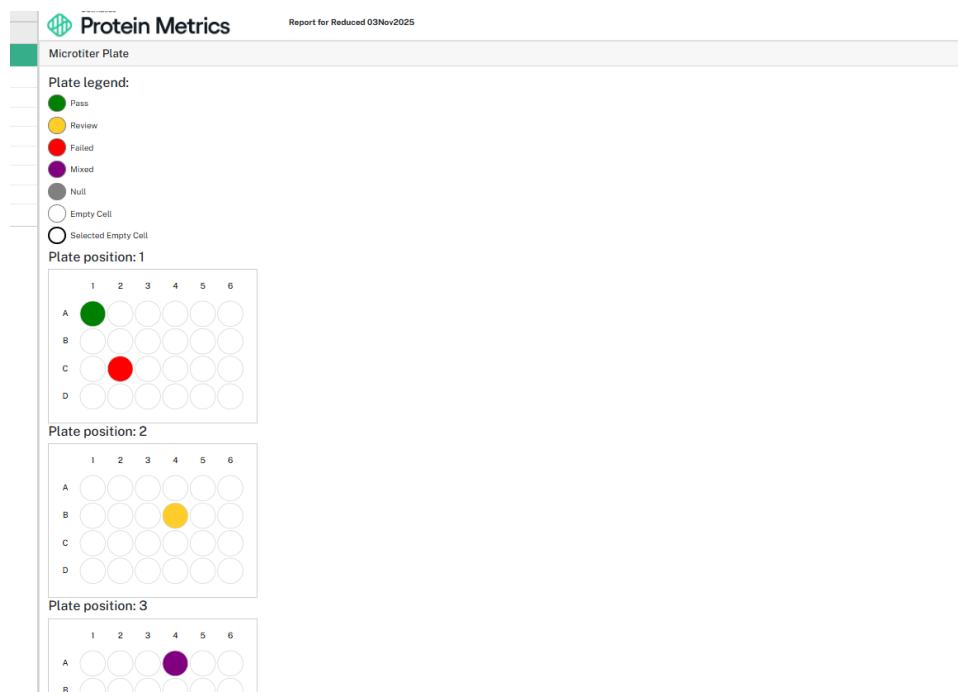 Protein Metrics
Report for Reduced 03Nov2025
Microtiter Plate
Plate legend:
Pass
Review
Failed
Mixed
Null
Empty Cell
Selected Empty Cell
Plate position: 1
1 2 3 4 5 6
A
B
C
D
Plate position: 2
1 2 3 4 5 6
A
B
C
D
Plate position: 3
1 2 3 4 5 6
A
B